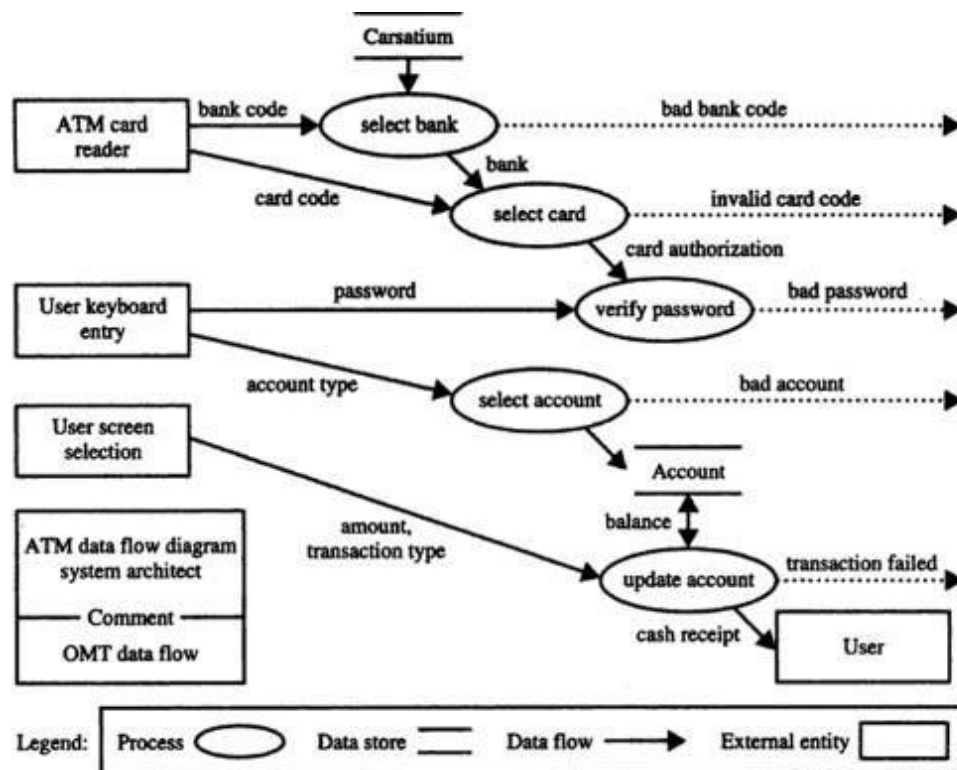 Carsatium
bank code
ATM card
reader
select bank
bad bank code
bank
card code
select card
invalid card code
card authorization
User keyboard
entry
password
verify password
bad password
account type
select account
bad account
User screen
selection
Account
balance
amount,
transaction type
update account
transaction failed
cash receipt
User
ATM data flow diagram
system architect
Comment
OMT data flow
Legend: Process Data store Data flow External entity